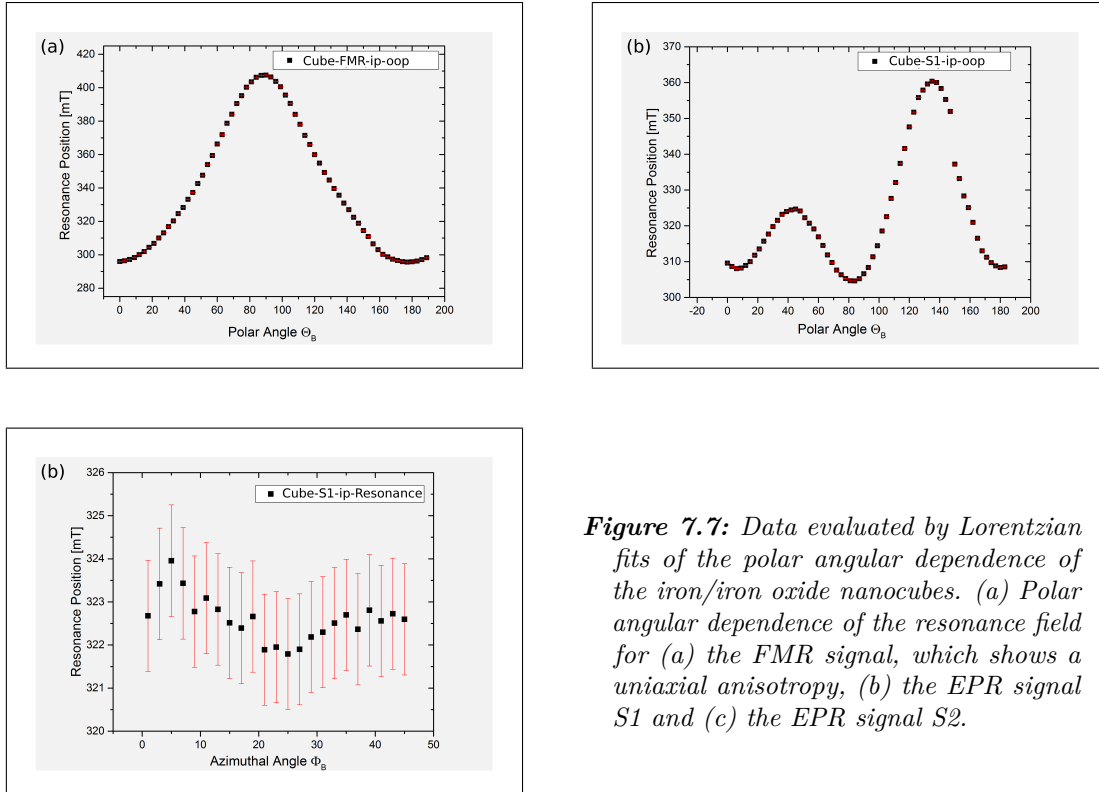 (a)
Cube-FMR-ip-oop
420
400
380
360
340
320
300
280
Resonance Position [mT]
0 20 40 60 80 100 120 140 160 180 200
Polar Angle Θ_B
(b)
Cube-S1-ip-oop
370
360
350
340
330
320
310
300
Resonance Position [mT]
-20 0 20 40 60 80 100 120 140 160 180 200
Polar Angle Θ_B
(b)
Cube-S1-ip-Resonance
326
325
324
323
322
321
320
Resonance Position [mT]
0 10 20 30 40 50
Azimuthal Angle Φ_B
Figure 7.7: Data evaluated by Lorentzian
fits of the polar angular dependence of
the iron/iron oxide nanocubes. (a) Polar
angular dependence of the resonance field
for (a) the FMR signal, which shows a
uniaxial anisotropy, (b) the EPR signal
S1 and (c) the EPR signal S2.